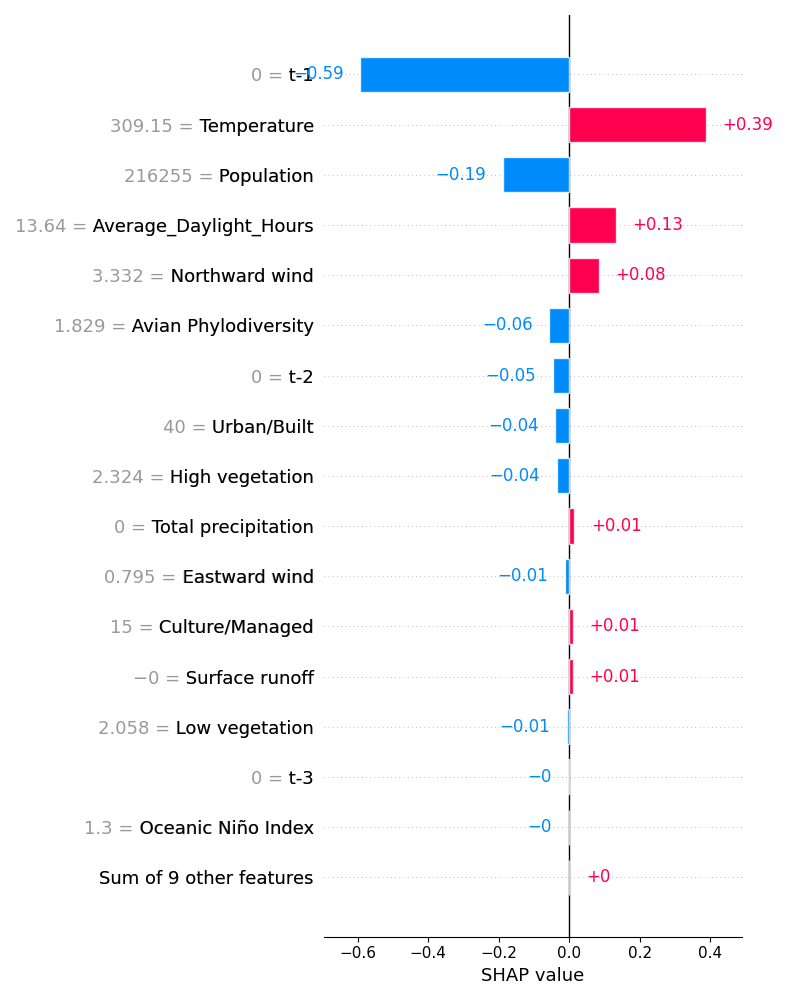 0 = t-1 −0.59
309.15 = Temperature +0.39
216255 = Population −0.19
13.64 = Average_Daylight_Hours +0.13
3.332 = Northward wind +0.08
1.829 = Avian Phylodiversity −0.06
0 = t-2 −0.05
40 = Urban/Built −0.04
2.324 = High vegetation −0.04
0 = Total precipitation +0.01
0.795 = Eastward wind −0.01
15 = Culture/Managed +0.01
−0 = Surface runoff +0.01
2.058 = Low vegetation −0.01
0 = t-3 −0
1.3 = Oceanic Niño Index −0
Sum of 9 other features +0
−0.6 −0.4 −0.2 0.0 0.2 0.4
SHAP value